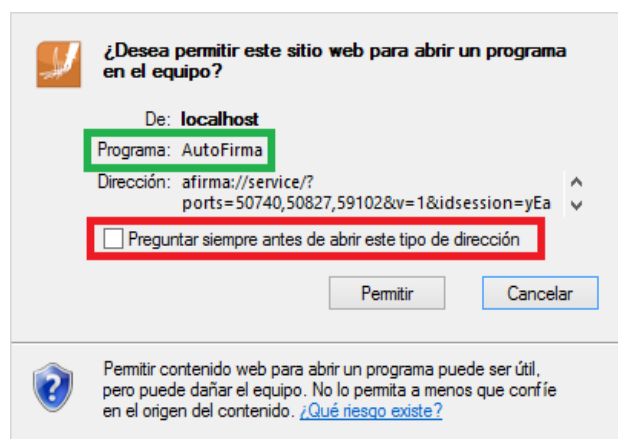 ¿Desea permitir este sitio web para abrir un programa
en el equipo?
De: localhost
Programa: AutoFirma
Dirección: afirma://service/?
ports=50740,50827,59102&v=1&idsession=yEa
Preguntar siempre antes de abrir este tipo de dirección
Permitir Cancelar
Permitir contenido web para abrir un programa puede ser útil,
pero puede dañar el equipo. No lo permita a menos que confíe
en el origen del contenido. ¿Qué riesgo existe?